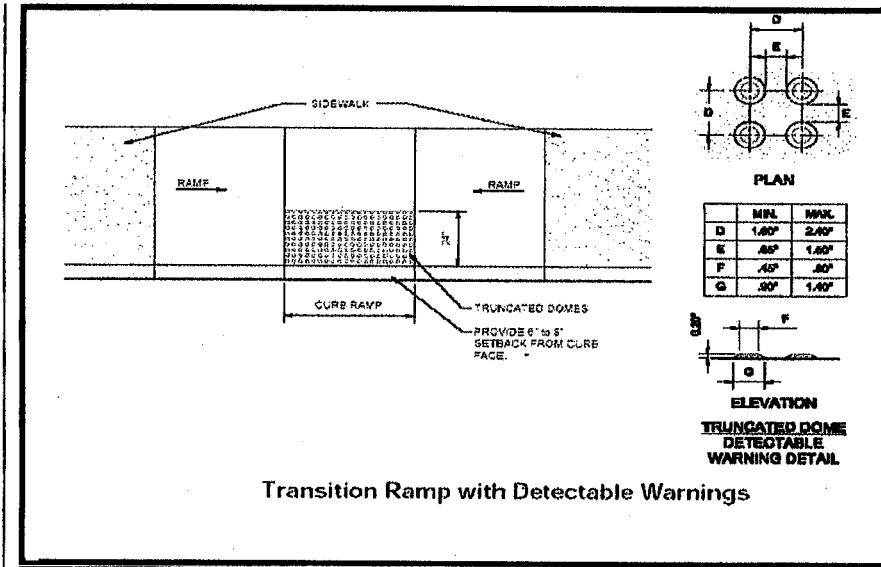 SIDEWALK
RAMP
RAMP
CURB RAMP
TRUNCATED DOMES
PROVIDE 6" to 8"
SETBACK FROM CURB
FACE.
D
E
D
E
PLAN
MIN. MAX.
D 1.60" 2.40"
E .65" 1.50"
F .45" .90"
G .90" 1.40"
0.20"
F
G
ELEVATION
TRUNCATED DOME
DETECTABLE
WARNING DETAIL
Transition Ramp with Detectable Warnings